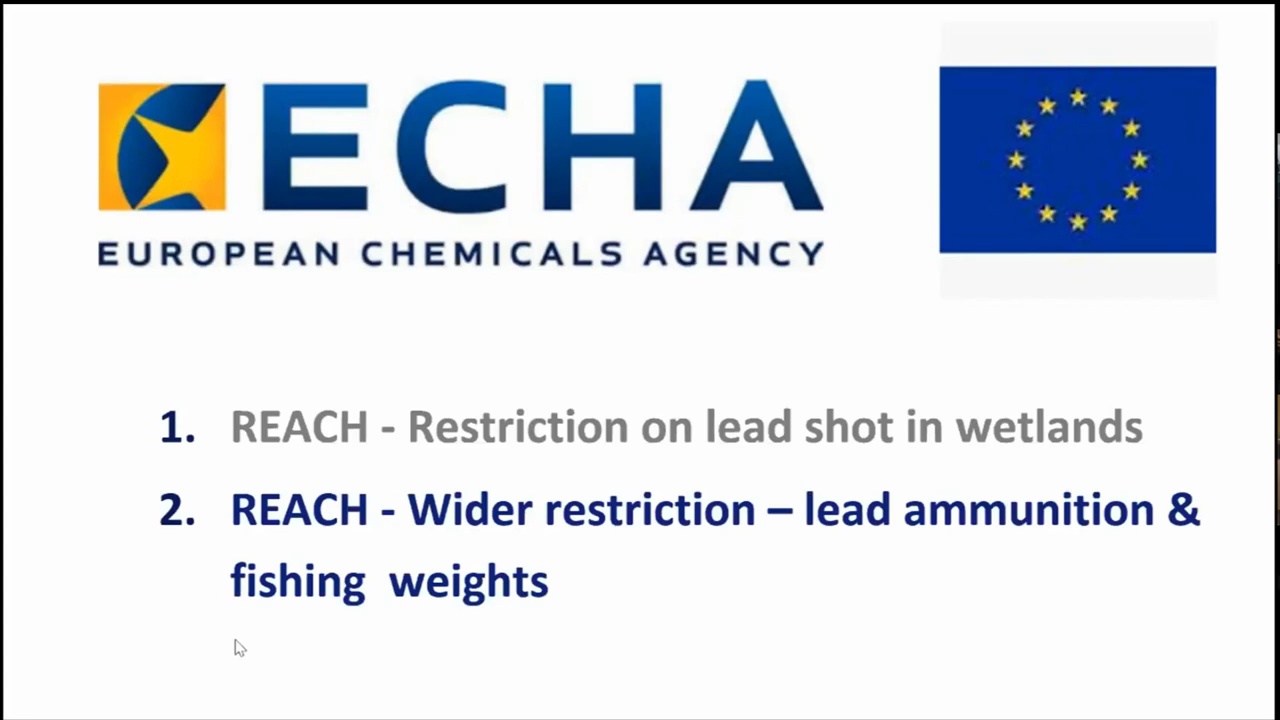 ECHA
EUROPEAN CHEMICALS AGENCY
1. REACH - Restriction on lead shot in wetlands
2. REACH - Wider restriction – lead ammunition &
fishing weights